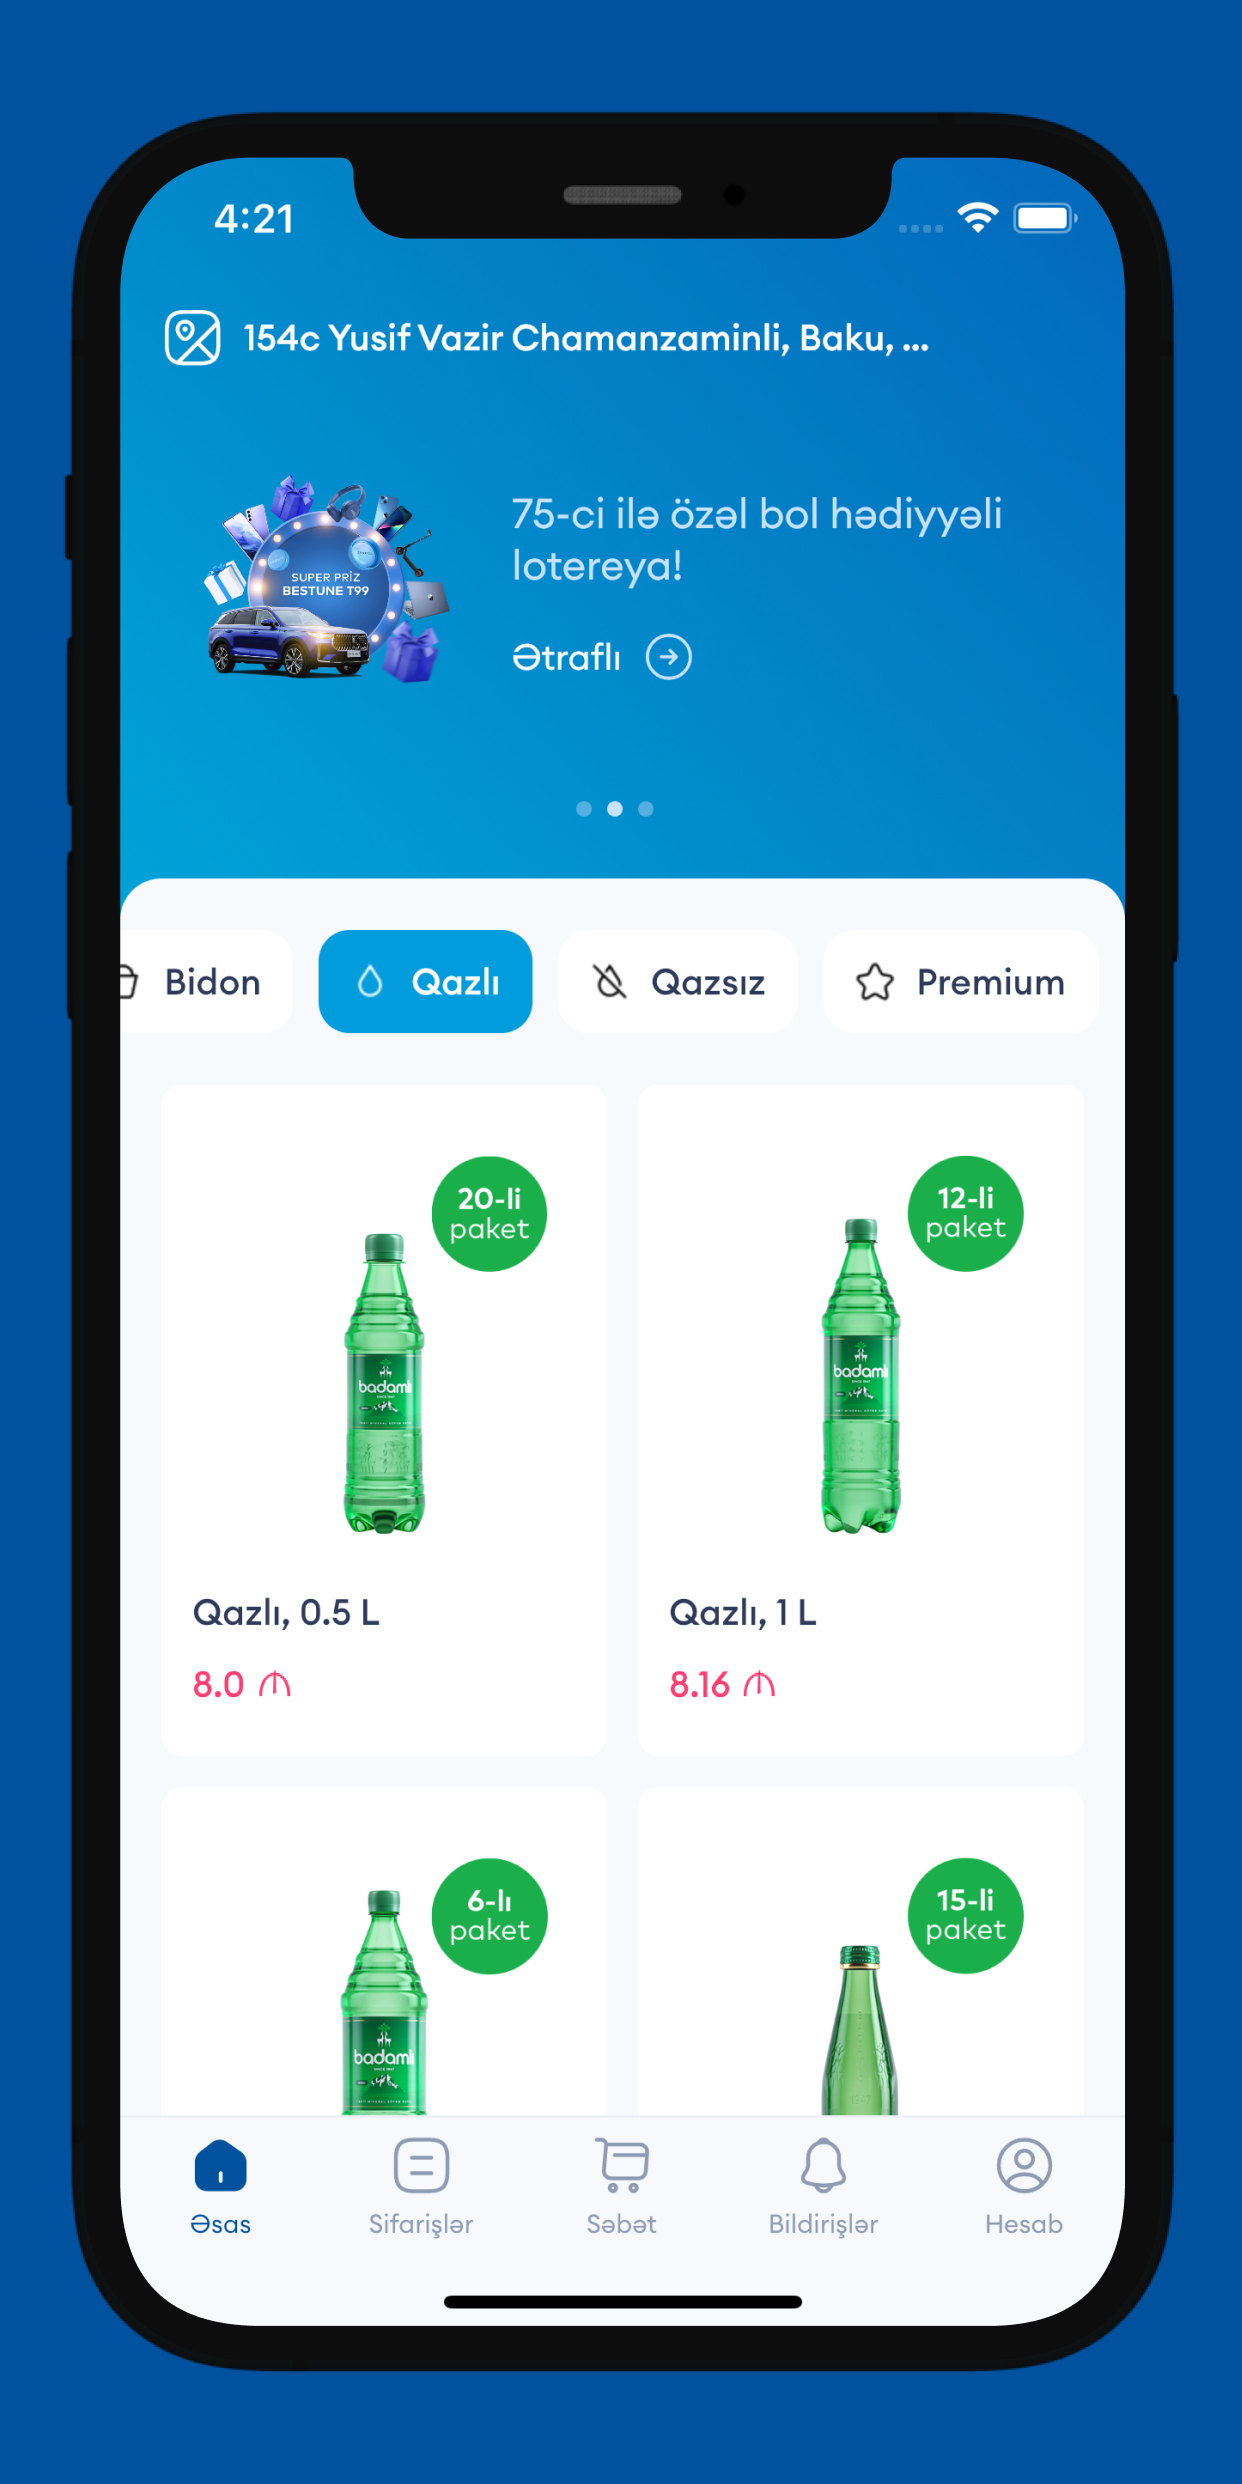 4:21
154c Yusif Vazir Chamanzaminli, Baku, ...
SUPER PRİZ
BESTUNE T99
75-ci ilə özəl bol hədiyyəli
lotereya!
Ətraflı
Bidon
Qazlı
Qazsız
Premium
20-li
paket
badamlı
12-li
paket
badamlı
Qazlı, 0.5 L
8.0 ₼
Qazlı, 1 L
8.16 ₼
6-lı
paket
badamlı
15-li
paket
Əsas
Sifarişlər
Səbət
Bildirişlər
Hesab